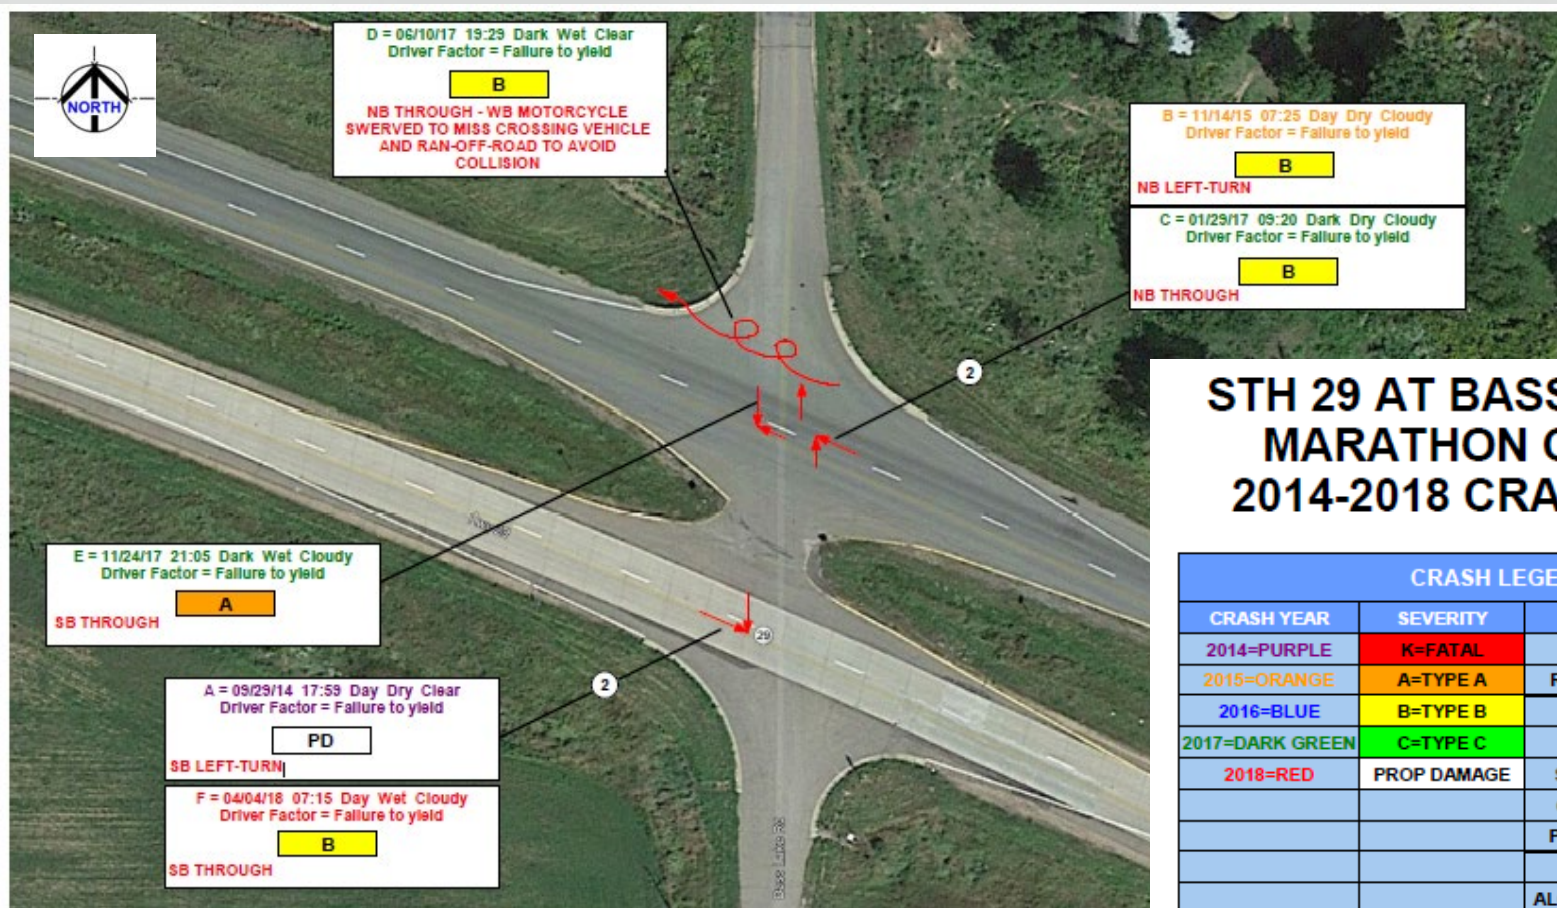 NORTH
D = 06/10/17 19:29 Dark Wet Clear
Driver Factor = Failure to yield
B
NB THROUGH - WB MOTORCYCLE
SWERVED TO MISS CROSSING VEHICLE
AND RAN-OFF-ROAD TO AVOID
COLLISION
B = 11/14/15 07:25 Day Dry Cloudy
Driver Factor = Failure to yield
B
NB LEFT-TURN
C = 01/29/17 09:20 Dark Dry Cloudy
Driver Factor = Failure to yield
B
NB THROUGH
2
E = 11/24/17 21:05 Dark Wet Cloudy
Driver Factor = Failure to yield
A
SB THROUGH
29
2
A = 09/29/14 17:59 Day Dry Clear
Driver Factor = Failure to yield
PD
SB LEFT-TURN
F = 04/04/18 07:15 Day Wet Cloudy
Driver Factor = Failure to yield
B
SB THROUGH
Bass Lake Rd
STH 29 AT BASS
MARATHON
2014-2018 CRA
CRASH LEGE
CRASH YEAR SEVERITY
2014=PURPLE K=FATAL
2015=ORANGE A=TYPE A
2016=BLUE B=TYPE B
2017=DARK GREEN C=TYPE C
2018=RED PROP DAMAGE
AL